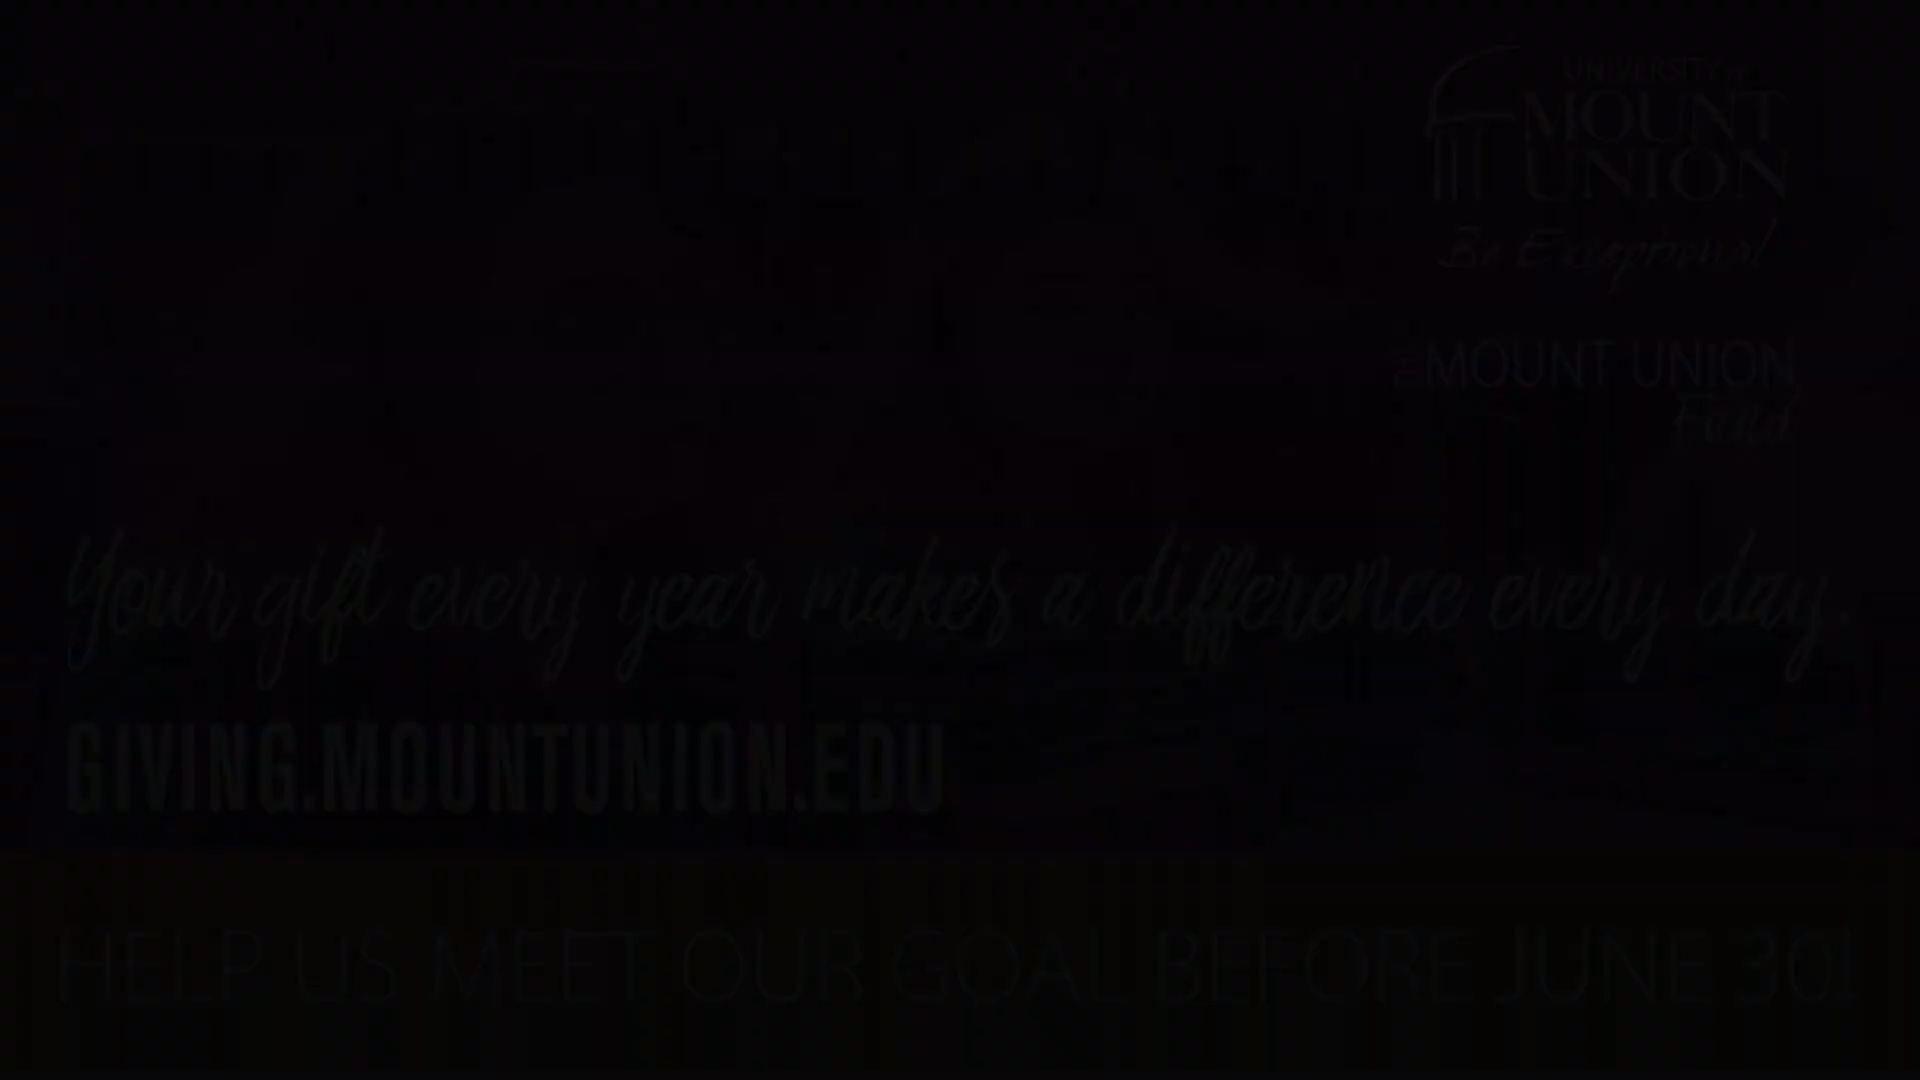 UNIVERSITY of
MOUNT
UNION
Be Exceptional
THE MOUNT UNION
Fund
Your gift every year makes a difference every day.
GIVING.MOUNTUNION.EDU
HELP US MEET OUR GOAL BEFORE JUNE 30!